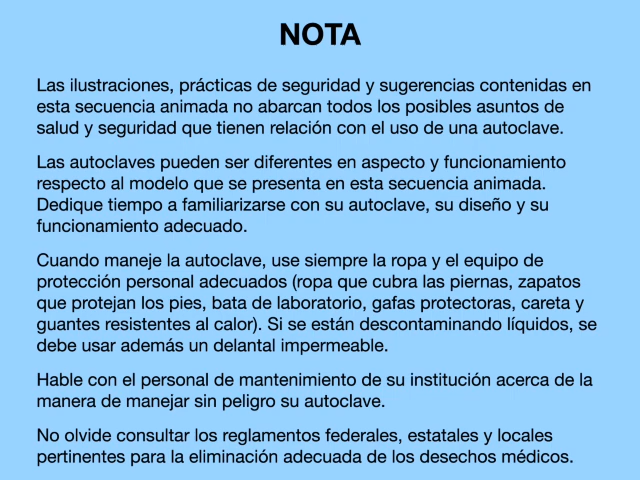 NOTA
Las ilustraciones, prácticas de seguridad y sugerencias contenidas en
esta secuencia animada no abarcan todos los posibles asuntos de
salud y seguridad que tienen relación con el uso de una autoclave.
Las autoclaves pueden ser diferentes en aspecto y funcionamiento
respecto al modelo que se presenta en esta secuencia animada.
Dedique tiempo a familiarizarse con su autoclave, su diseño y su
funcionamiento adecuado.
Cuando maneje la autoclave, use siempre la ropa y el equipo de
protección personal adecuados (ropa que cubra las piernas, zapatos
que protejan los pies, bata de laboratorio, gafas protectoras, careta y
guantes resistentes al calor). Si se están descontaminando líquidos, se
debe usar además un delantal impermeable.
Hable con el personal de mantenimiento de su institución acerca de la
manera de manejar sin peligro su autoclave.
No olvide consultar los reglamentos federales, estatales y locales
pertinentes para la eliminación adecuada de los desechos médicos.